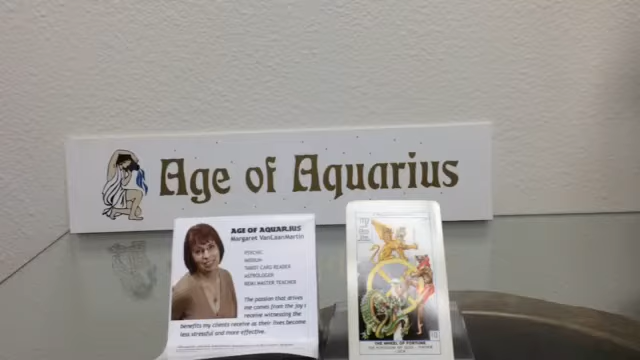 Age of Aquarius
AGE OF AQUARIUS
Margaret VanLaanMartin
PSYCHIC
MEDIUM
TAROT CARD READER
ASTROLOGER
REIKI MASTER TEACHER
The passion that drives
me comes from the joy I
receive witnessing the
benefits my clients receive as their lives become
less stressful and more effective.
THE WHEEL OF FORTUNE